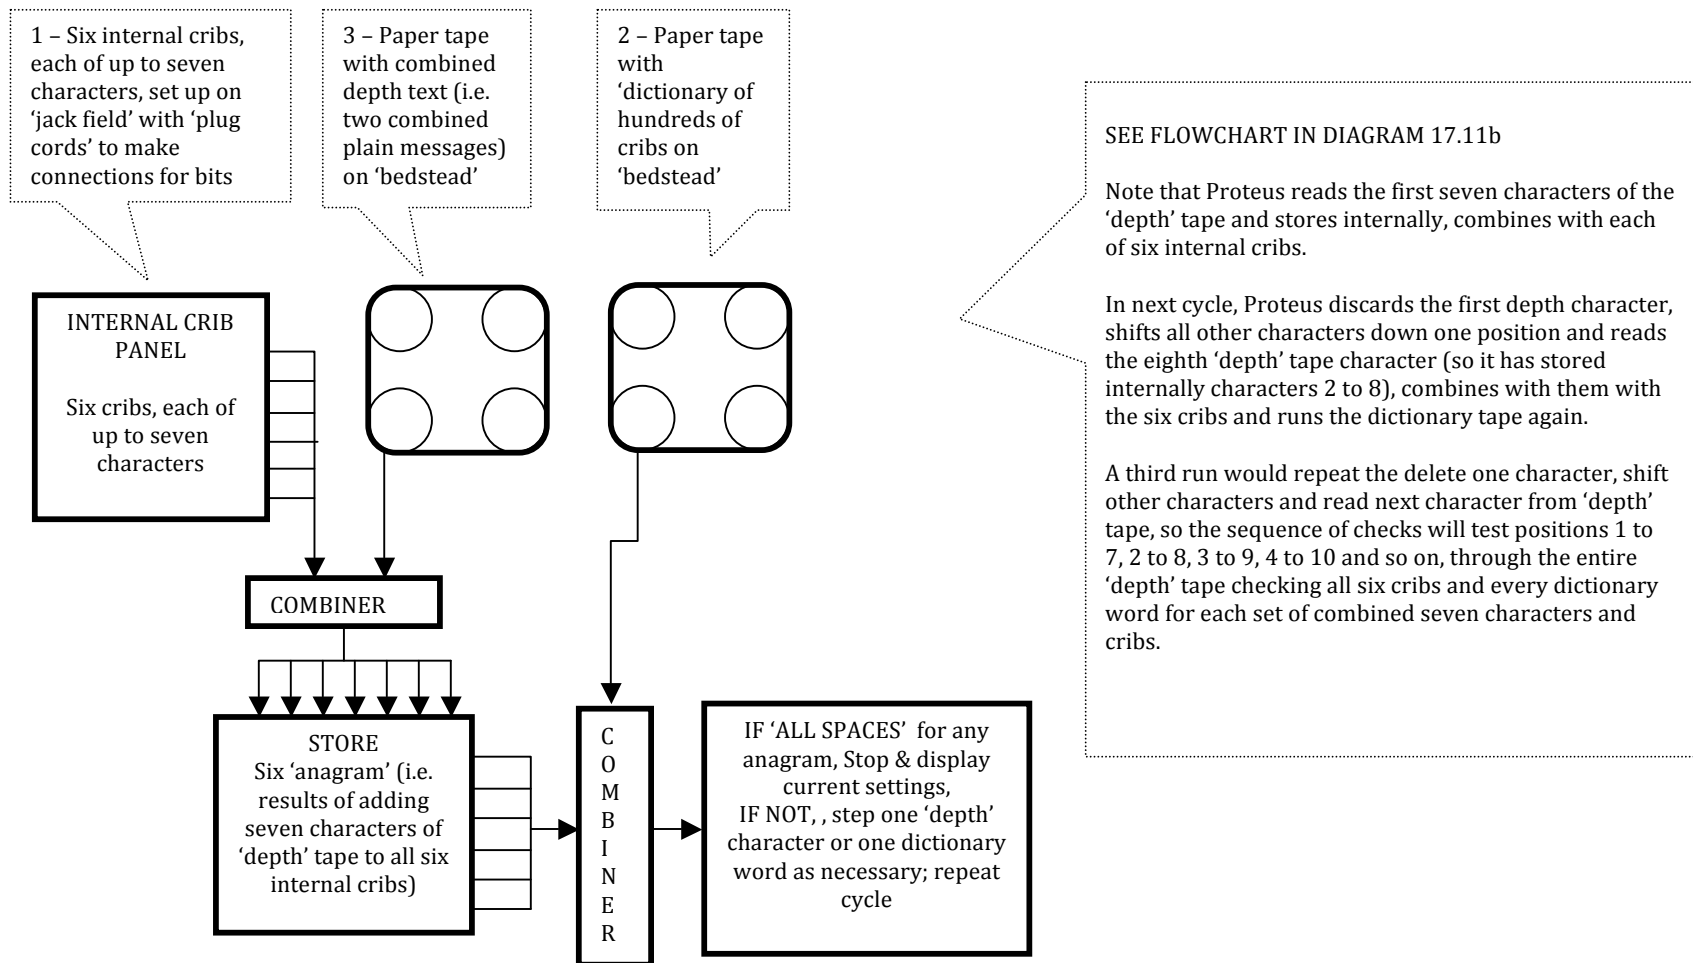 1 – Six internal cribs,
each of up to seven
characters, set up on
‘jack field’ with ‘plug
cords’ to make
connections for bits
3 – Paper tape
with combined
depth text (i.e.
two combined
plain messages)
on ‘bedstead’
2 – Paper tape
with
‘dictionary of
hundreds of
cribs on
‘bedstead’
SEE FLOWCHART IN DIAGRAM 17.11b
Note that Proteus reads the first seven characters of the
‘depth’ tape and stores internally, combines with each
of six internal cribs.
In next cycle, Proteus discards the first depth character,
shifts all other characters down one position and reads
the eighth ‘depth’ tape character (so it has stored
internally characters 2 to 8), combines with them with
the six cribs and runs the dictionary tape again.
A third run would repeat the delete one character, shift
other characters and read next character from ‘depth’
tape, so the sequence of checks will test positions 1 to
7, 2 to 8, 3 to 9, 4 to 10 and so on, through the entire
‘depth’ tape checking all six cribs and every dictionary
word for each set of combined seven characters and
cribs.
INTERNAL CRIB
PANEL
Six cribs, each of
up to seven
characters
COMBINER
STORE
Six ‘anagram’ (i.e.
results of adding
seven characters of
‘depth’ tape to all six
internal cribs)
C
O
M
B
I
N
E
R
IF ‘ALL SPACES’ for any
anagram, Stop & display
current settings,
IF NOT, , step one ‘depth’
character or one dictionary
word as necessary; repeat
cycle